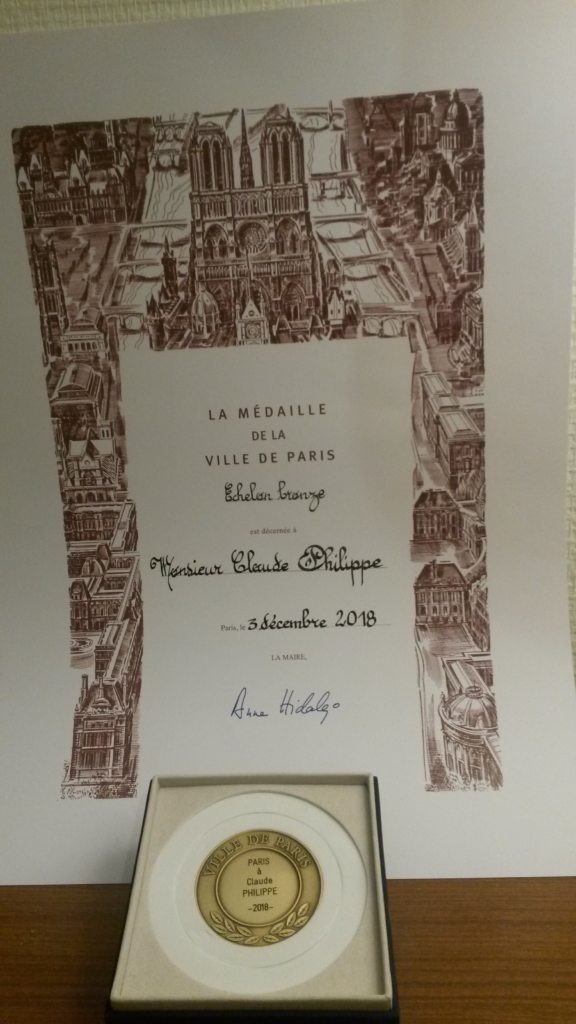 LA MÉDAILLE
DE LA
VILLE DE PARIS
Echelon bronze
est décernée à
Monsieur Claude Philippe
Paris, le 3 décembre 2018
LA MAIRE,
Anne Hidalgo
VILLE DE PARIS
PARIS
à
Claude
PHILIPPE
-2018-